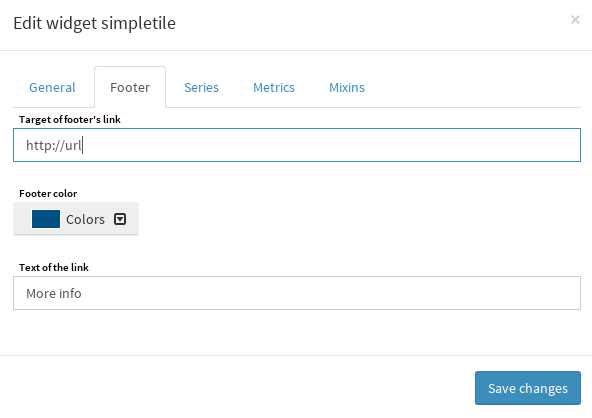 Edit widget simpletile
×
General Footer Series Metrics Mixins
Target of footer's link
http://url
Footer color
Colors
Text of the link
More info
Save changes